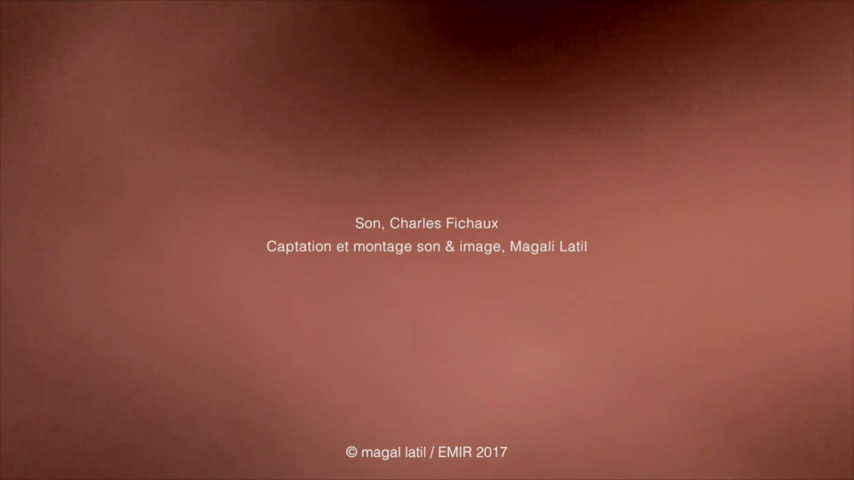 Son, Charles Fichaux
Captation et montage son & image, Magali Latil
© magal latil / EMIR 2017